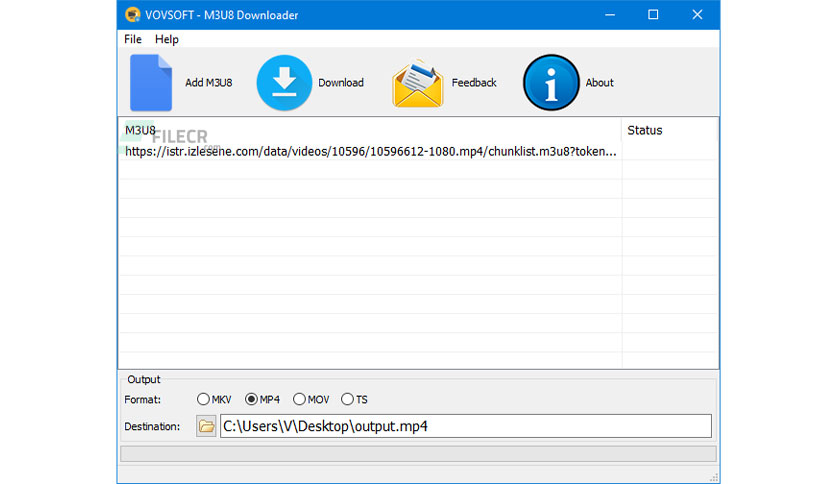 VOVSOFT - M3U8 Downloader
File Help
Add M3U8 Download Feedback About
M3U8 Status
FILECR
.com
https://istr.izlesene.com/data/videos/10596/10596612-1080.mp4/chunklist.m3u8?token...
Output
Format: MKV MP4 MOV TS
Destination: C:\Users\V\Desktop\output.mp4